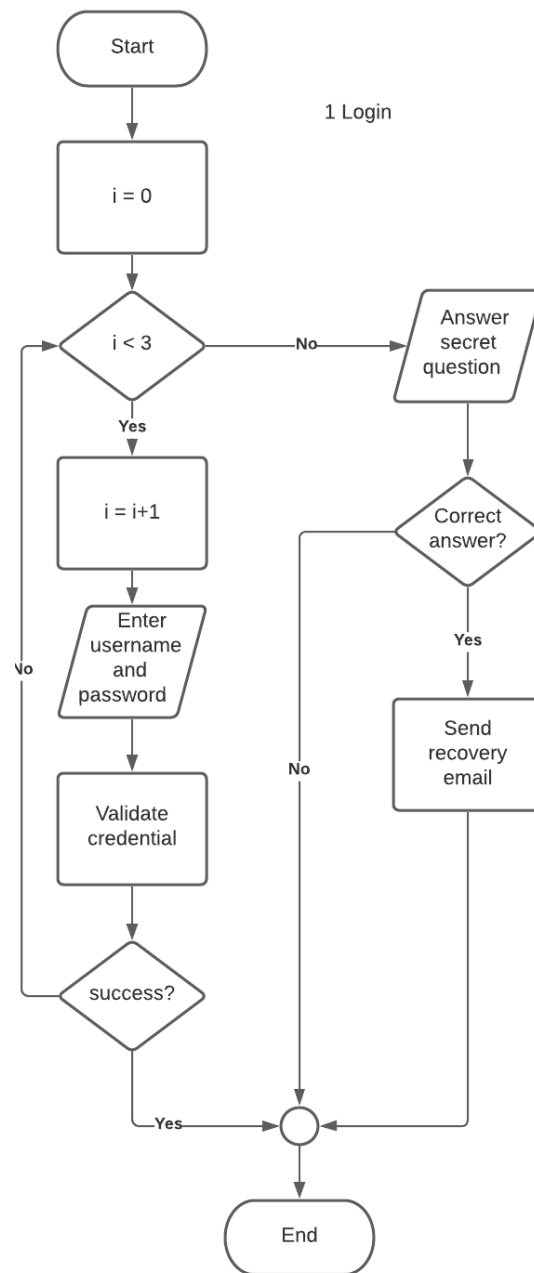 Start
1 Login
i = 0
i < 3
No
Answer
secret
question
Yes
i = i+1
Correct
answer?
Enter
username
and
password
Yes
No
Send
recovery
email
No
Validate
credential
success?
Yes
End